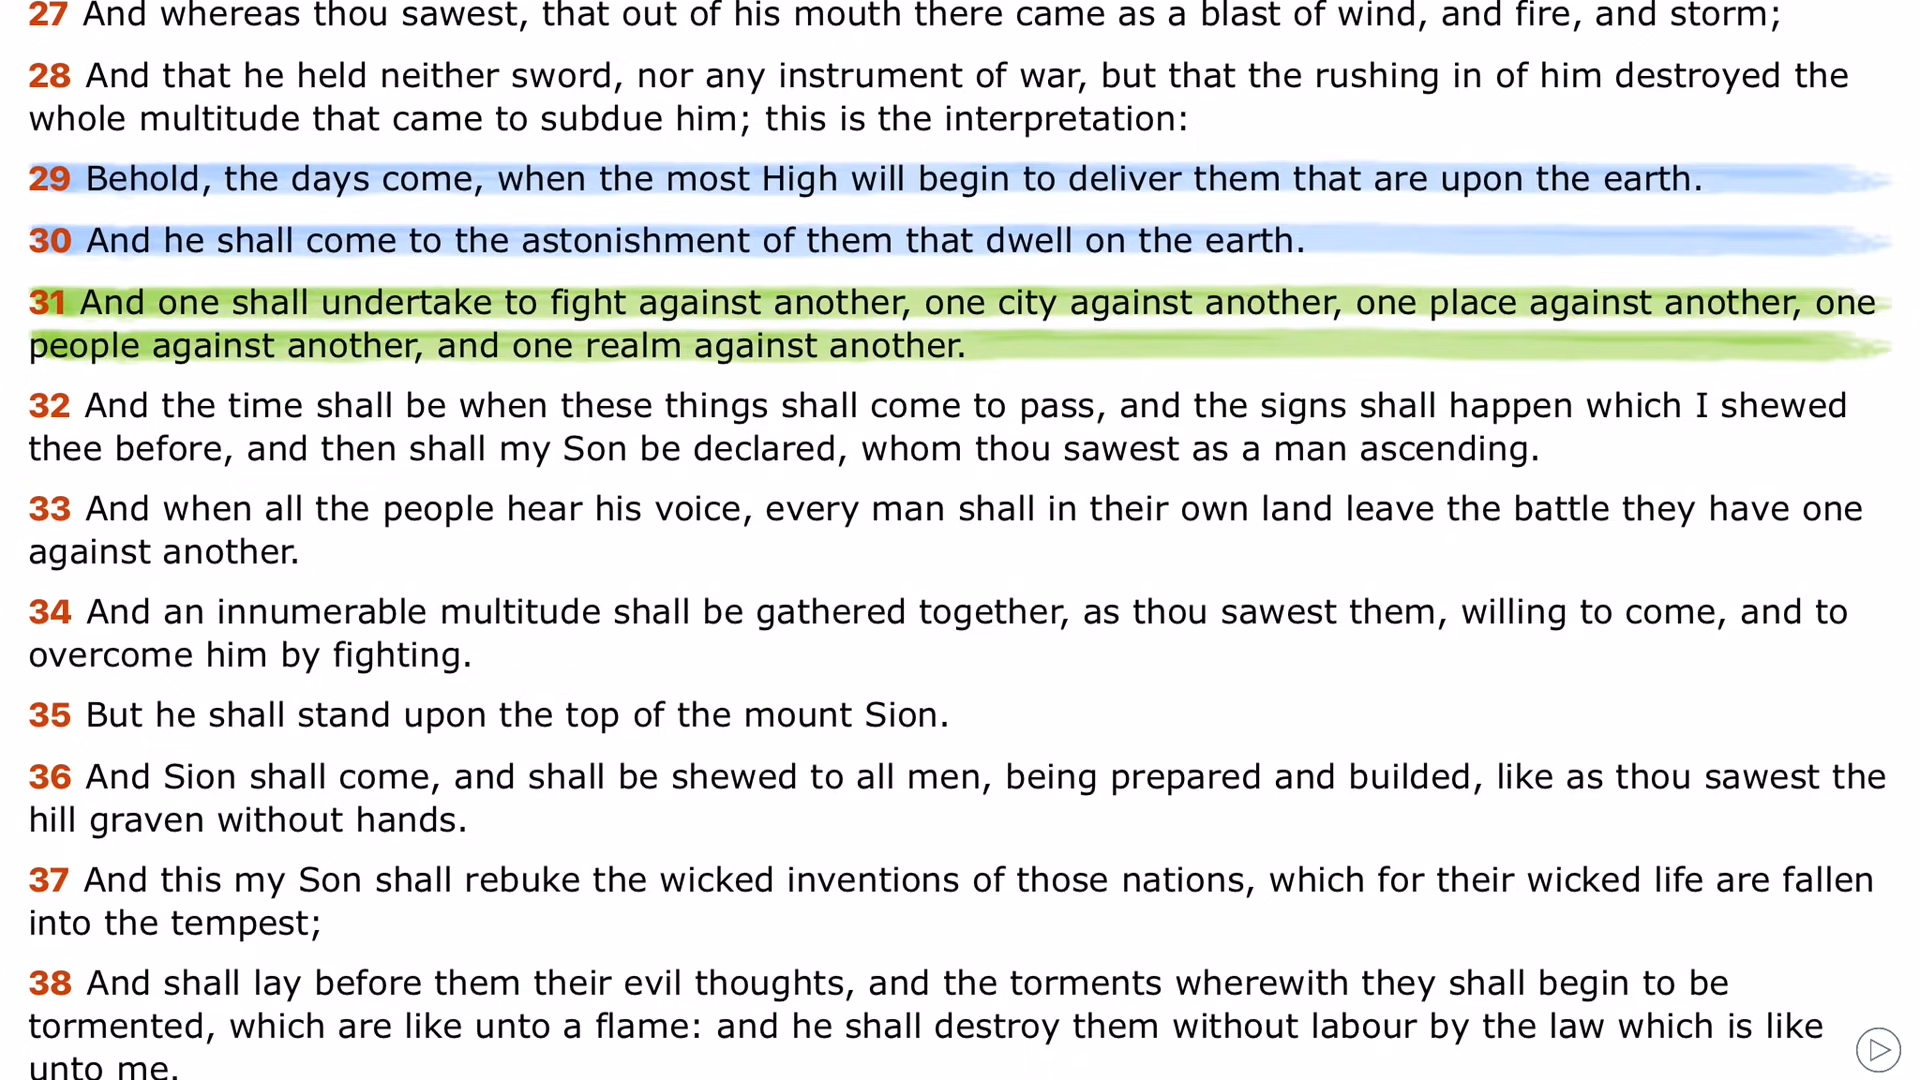 27 And whereas thou sawest, that out of his mouth there came as a blast of wind, and fire, and storm;
28 And that he held neither sword, nor any instrument of war, but that the rushing in of him destroyed the
whole multitude that came to subdue him; this is the interpretation:
29 Behold, the days come, when the most High will begin to deliver them that are upon the earth.
30 And he shall come to the astonishment of them that dwell on the earth.
31 And one shall undertake to fight against another, one city against another, one place against another, one
people against another, and one realm against another.
32 And the time shall be when these things shall come to pass, and the signs shall happen which I shewed
thee before, and then shall my Son be declared, whom thou sawest as a man ascending.
33 And when all the people hear his voice, every man shall in their own land leave the battle they have one
against another.
34 And an innumerable multitude shall be gathered together, as thou sawest them, willing to come, and to
overcome him by fighting.
35 But he shall stand upon the top of the mount Sion.
36 And Sion shall come, and shall be shewed to all men, being prepared and builded, like as thou sawest the
hill graven without hands.
37 And this my Son shall rebuke the wicked inventions of those nations, which for their wicked life are fallen
into the tempest;
38 And shall lay before them their evil thoughts, and the torments wherewith they shall begin to be
tormented, which are like unto a flame: and he shall destroy them without labour by the law which is like
unto me.